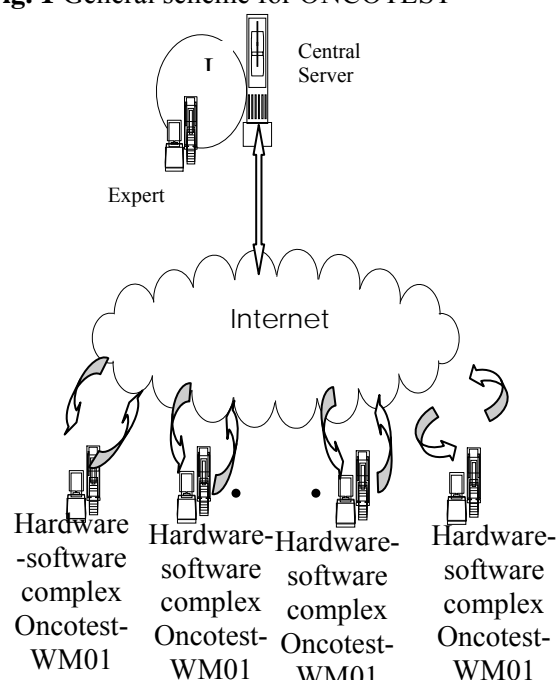 Fig. 1 General scheme for ONCOTEST
Central
Server
Expert
Internet
Hardware
-software
complex
Oncotest-
WM01
Hardware-
software
complex
Oncotest-
WM01
Hardware-
software
complex
Oncotest-
WM01
Hardware-
software
complex
Oncotest-
WM01